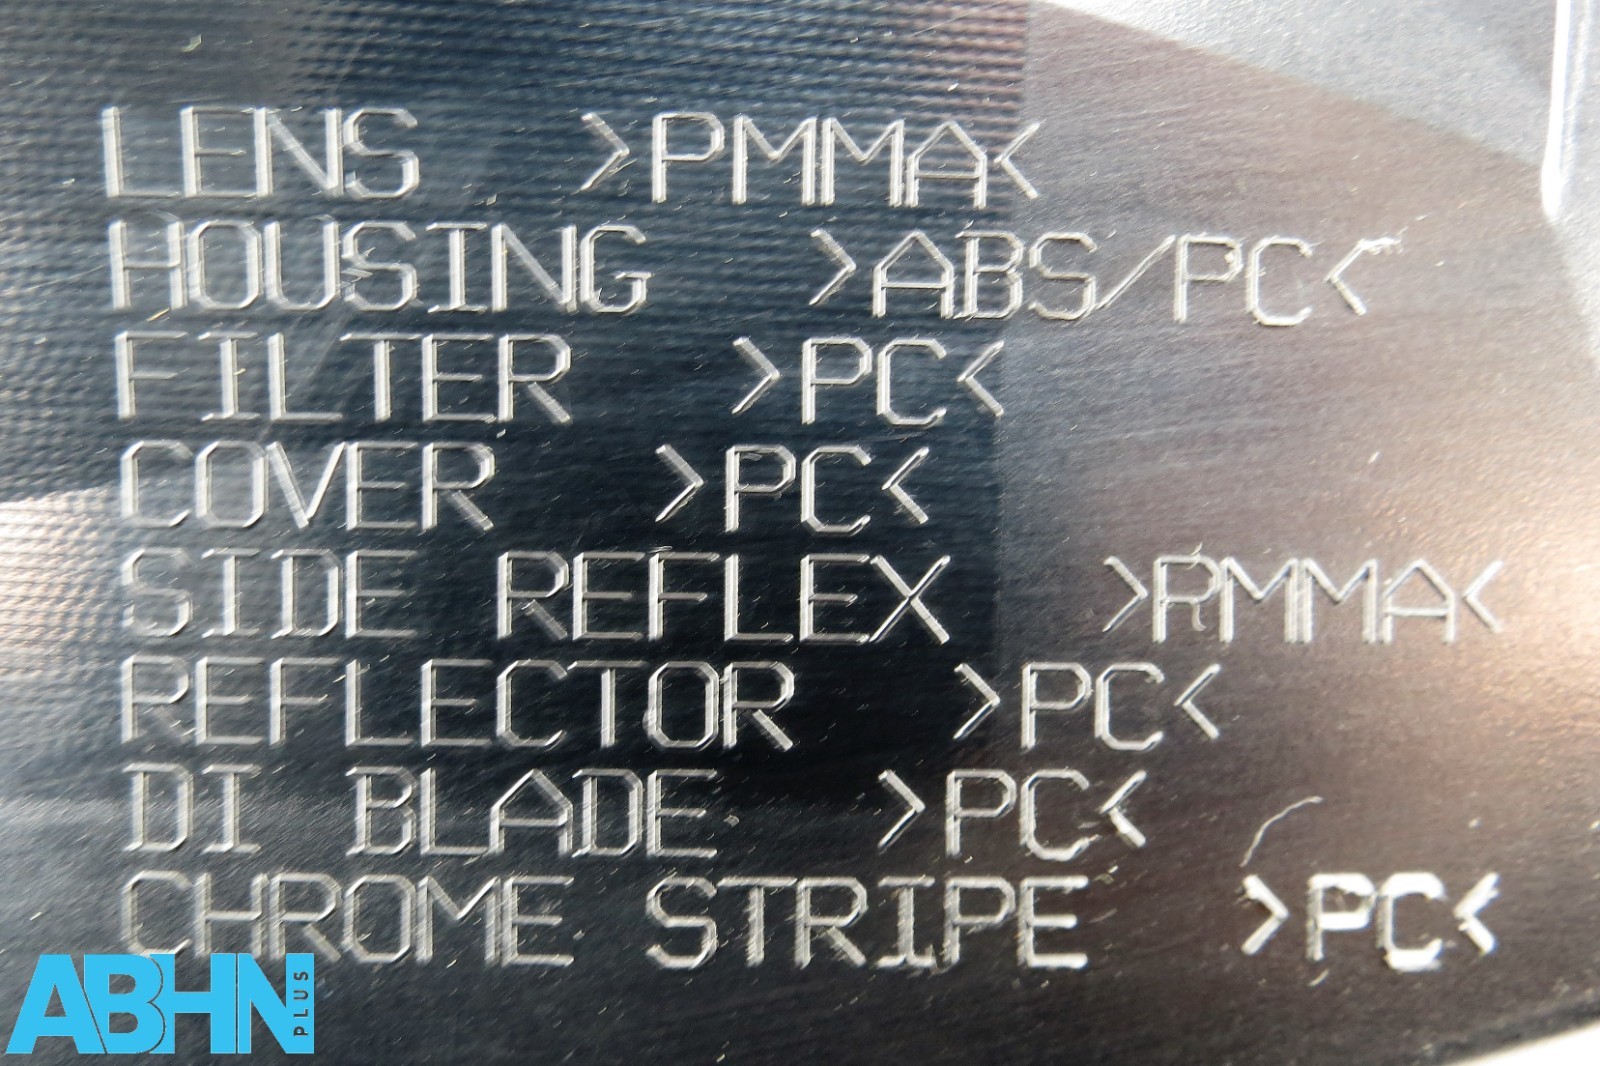 LENS >PMMA<
HOUSING >ABS/PC<
FILTER >PC<
COVER >PC<
SIDE REFLEX >PMMA<
REFLECTOR >PC<
DI BLADE >PC<
CHROME STRIPE >PC<
ABHN PLUS